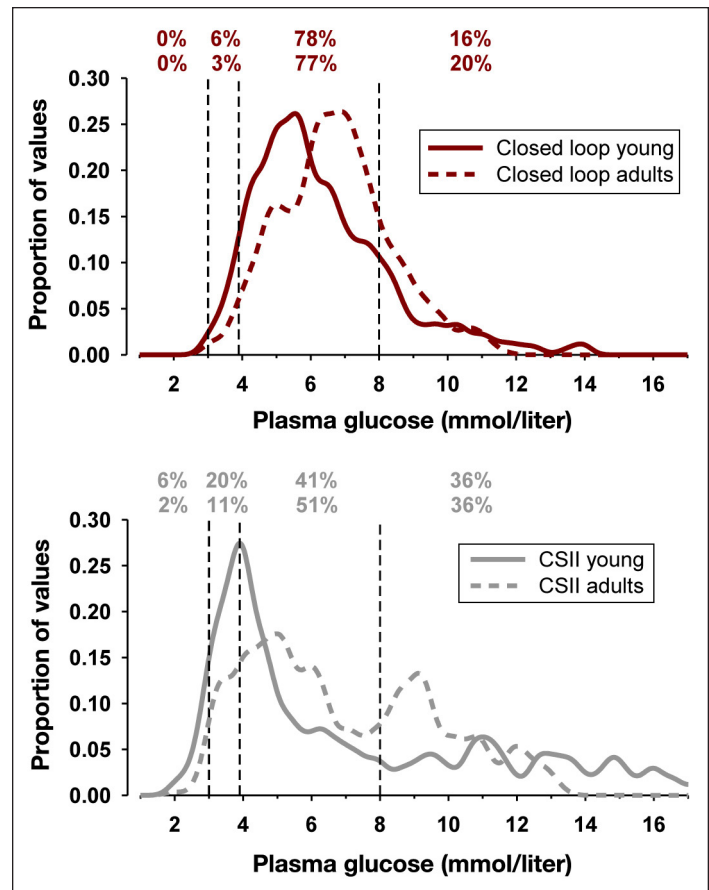 0% 6% 78% 16%
0% 3% 77% 20%
0.30
0.25
0.20
0.15
0.10
0.05
0.00
Proportion of values
Closed loop young
Closed loop adults
2 4 6 8 10 12 14 16
Plasma glucose (mmol/liter)
6% 20% 41% 36%
2% 11% 51% 36%
0.30
0.25
0.20
0.15
0.10
0.05
0.00
Proportion of values
CSII young
CSII adults
2 4 6 8 10 12 14 16
Plasma glucose (mmol/liter)